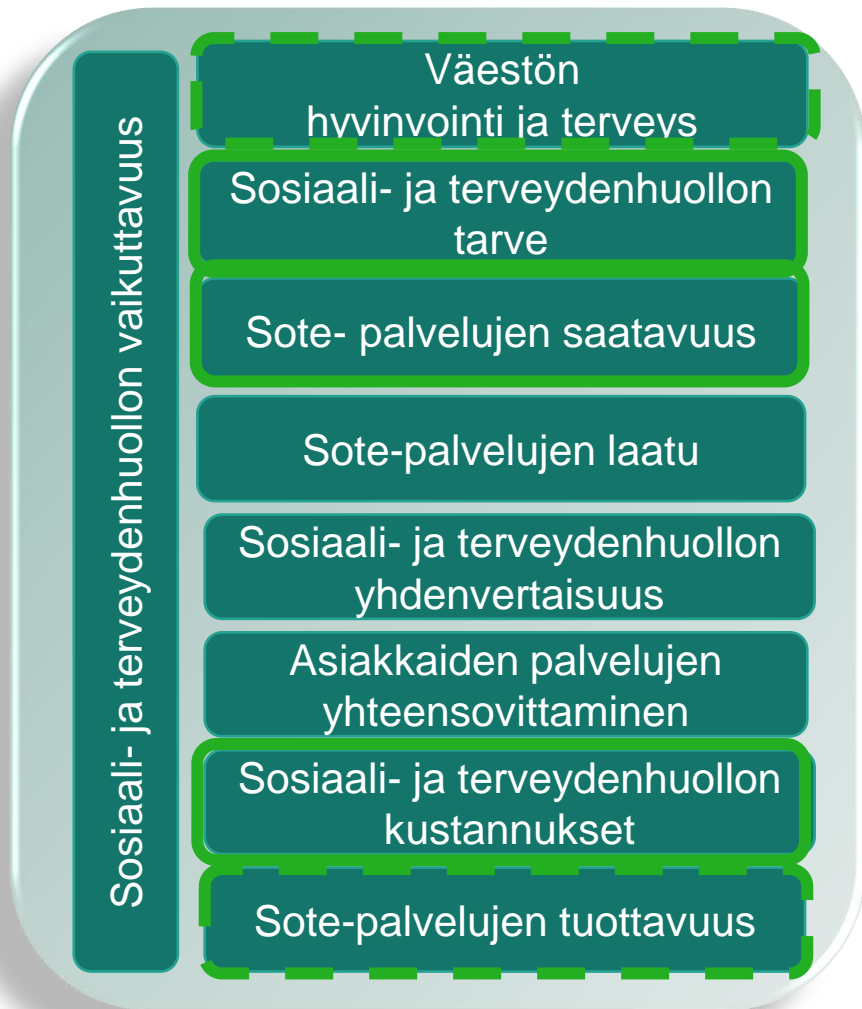 Sosiaali- ja terveydenhuollon vaikuttavuus
Väestön
hyvinvointi ja terveys
Sosiaali- ja terveydenhuollon
tarve
Sote- palvelujen saatavuus
Sote-palvelujen laatu
Sosiaali- ja terveydenhuollon
yhdenvertaisuus
Asiakkaiden palvelujen
yhteensovittaminen
Sosiaali- ja terveydenhuollon
kustannukset
Sote-palvelujen tuottavuus